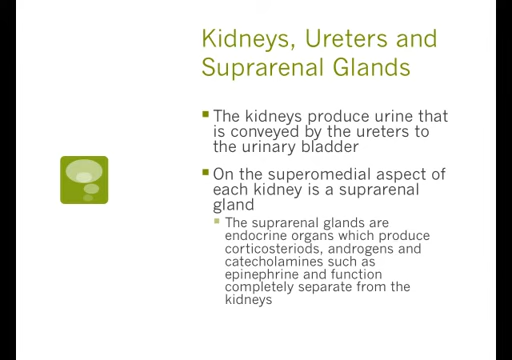 Kidneys, Ureters and
Suprarenal Glands
The kidneys produce urine that
is conveyed by the ureters to
the urinary bladder
On the superomedial aspect of
each kidney is a suprarenal
gland
The suprarenal glands are
endocrine organs which produce
corticosteriods, androgens and
catecholamines such as
epinephrine and function
completely separate from the
kidneys